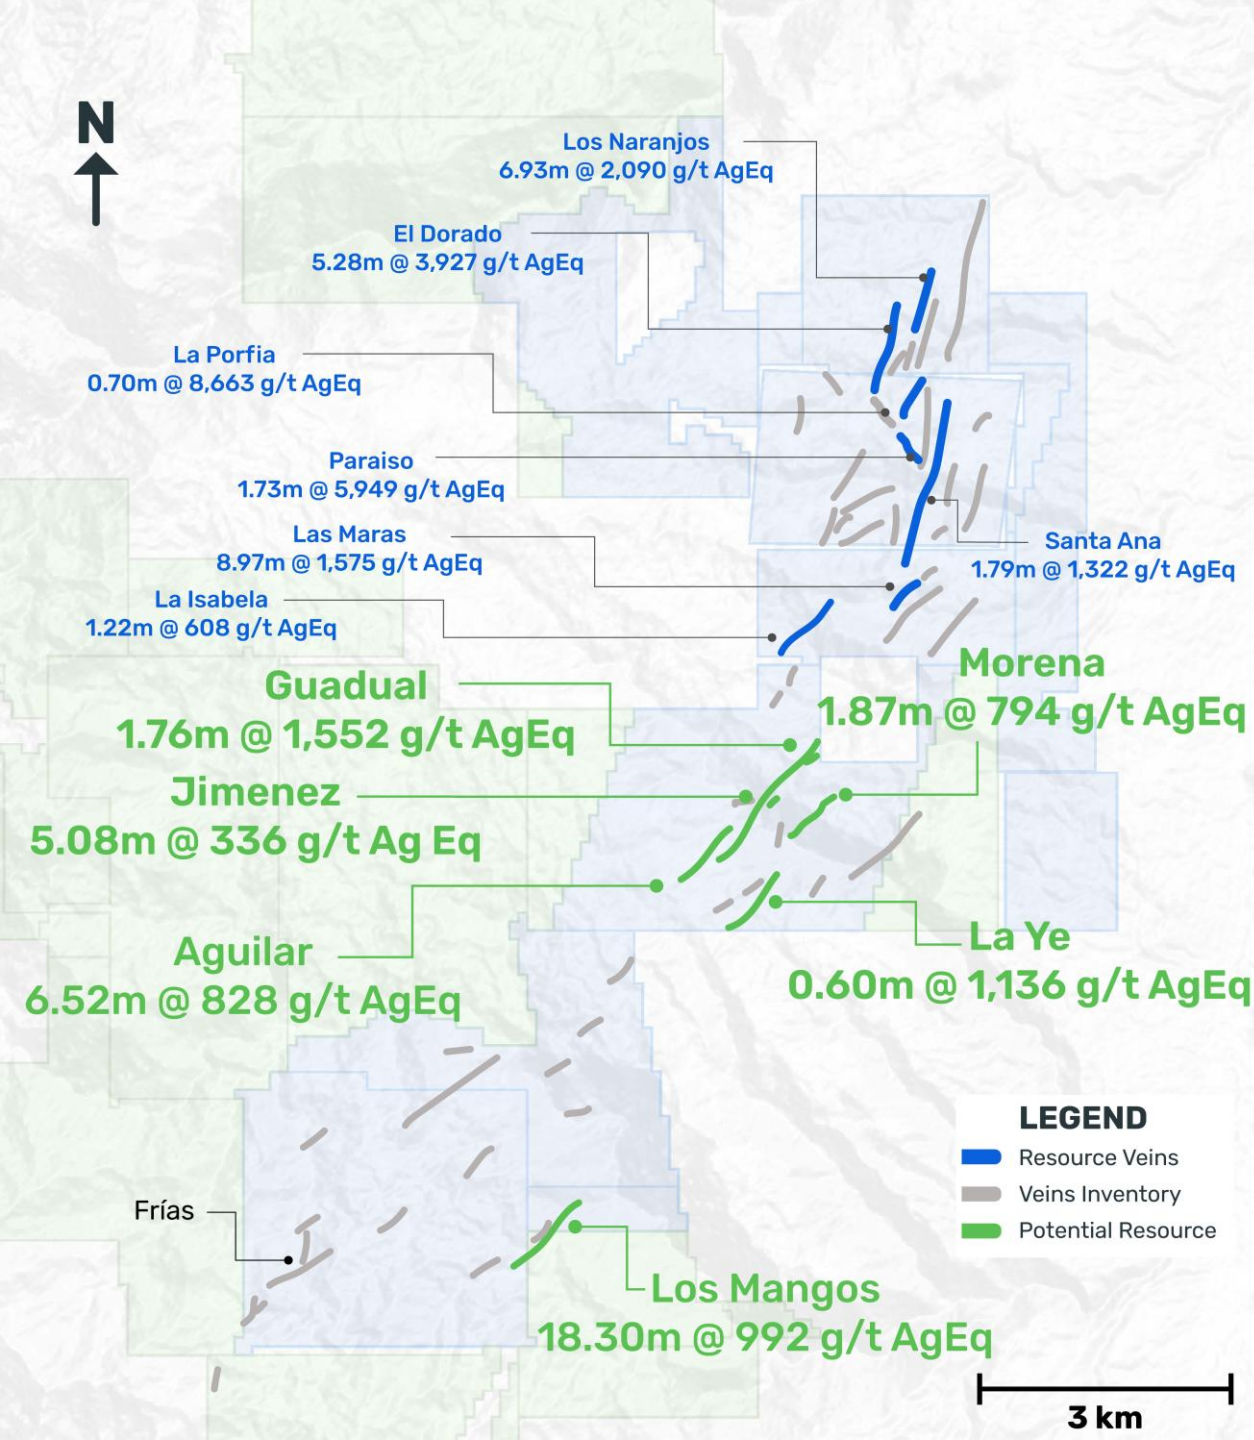 N
Los Naranjos
6.93m @ 2,090 g/t AgEq
El Dorado
5.28m @ 3,927 g/t AgEq
La Porfia
0.70m @ 8,663 g/t AgEq
Paraiso
1.73m @ 5,949 g/t AgEq
Las Maras
8.97m @ 1,575 g/t AgEq
Santa Ana
1.79m @ 1,322 g/t AgEq
La Isabela
1.22m @ 608 g/t AgEq
Morena
1.87m @ 794 g/t AgEq
Guadual
1.76m @ 1,552 g/t AgEq
Jimenez
5.08m @ 336 g/t Ag Eq
Aguilar
6.52m @ 828 g/t AgEq
La Ye
0.60m @ 1,136 g/t AgEq
LEGEND
Resource Veins
Veins Inventory
Potential Resource
Frías
Los Mangos
18.30m @ 992 g/t AgEq
3 km